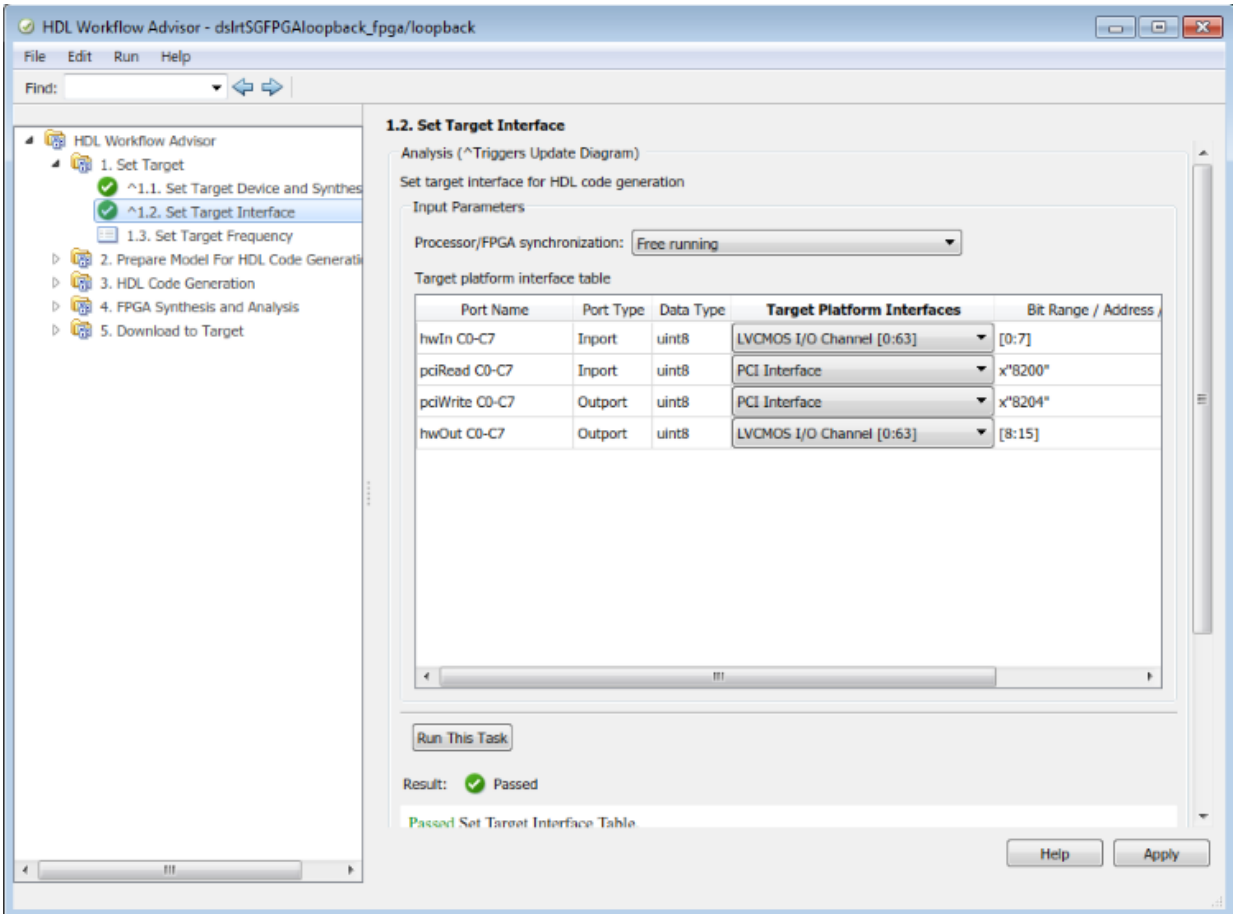 HDL Workflow Advisor - dslrtSGFPGAloopback_fpga/loopback
File Edit Run Help
Find:
HDL Workflow Advisor
1. Set Target
^1.1. Set Target Device and Synthes
^1.2. Set Target Interface
1.3. Set Target Frequency
2. Prepare Model For HDL Code Generati
3. HDL Code Generation
4. FPGA Synthesis and Analysis
5. Download to Target
1.2. Set Target Interface
Analysis (^Triggers Update Diagram)
Set target interface for HDL code generation
Input Parameters
Processor/FPGA synchronization: Free running
Target platform interface table
Port Name Port Type Data Type Target Platform Interfaces Bit Range / Address /
hwIn C0-C7 Inport uint8 LVCMOS I/O Channel [0:63] [0:7]
pciRead C0-C7 Inport uint8 PCI Interface x"8200"
pciWrite C0-C7 Outport uint8 PCI Interface x"8204"
hwOut C0-C7 Outport uint8 LVCMOS I/O Channel [0:63] [8:15]
Run This Task
Result: Passed
Passed Set Target Interface Table.
Help Apply